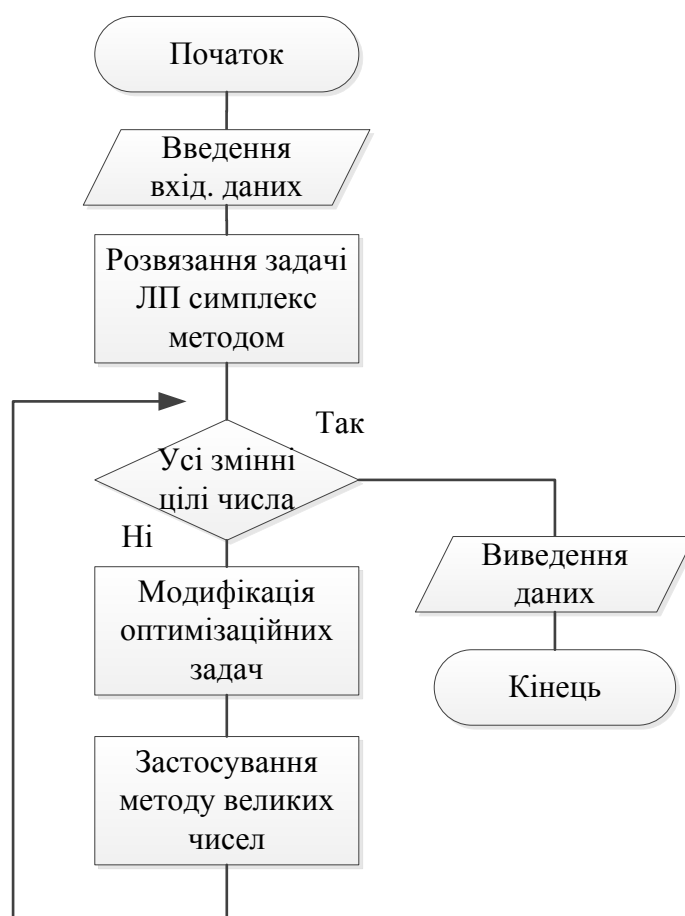 Початок
Введення
вхід. даних
Розвязання задачі
ЛП симплекс
методом
Так
Усі змінні
цілі числа
Ні
Модифікація
оптимізаційних
задач
Застосування
методу великих
чисел
Виведення
даних
Кінець